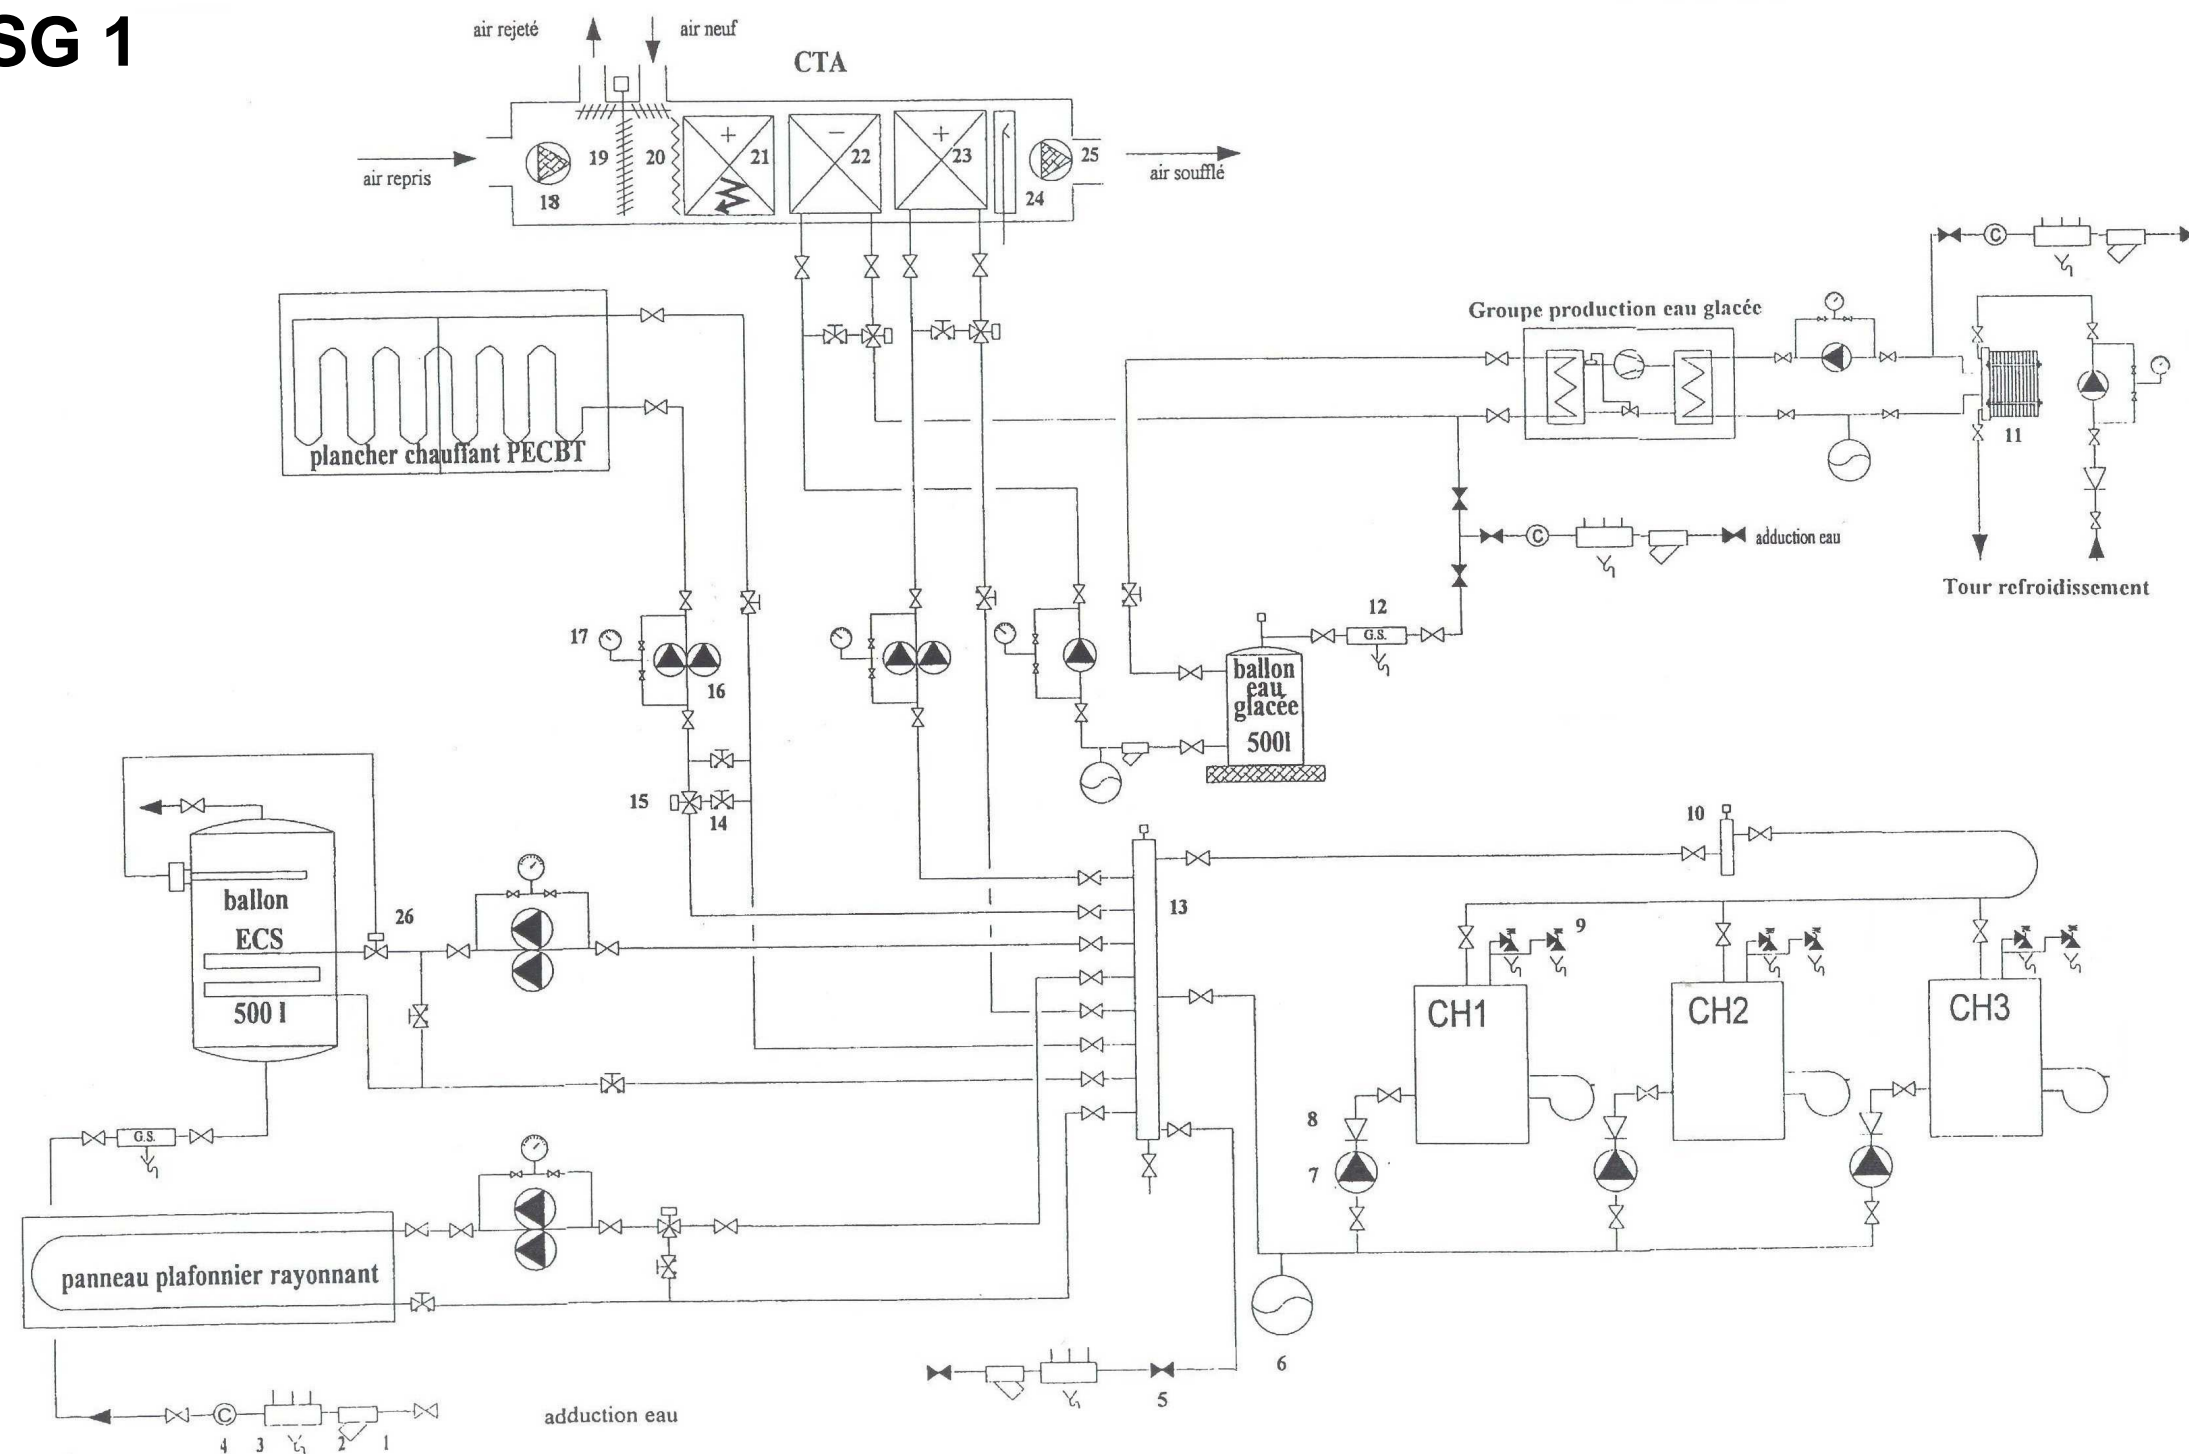 SG 1
air rejeté
air neuf
CTA
air repris
18
19
20
+
21
−
22
+
23
24
25
air soufflé
plancher chauffant PECBT
Groupe production eau glacée
C
11
Tour refroidissement
C
adduction eau
12
G.S.
ballon
eau
glacée
500l
17
16
15
14
ballon
ECS
500 l
26
13
10
9
CH1
CH2
CH3
8
7
G.S.
panneau plafonnier rayonnant
6
5
C
4
3
2
1
adduction eau